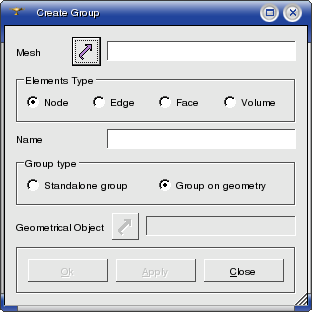 Create Group
Mesh
Elements Type
Node Edge Face Volume
Name
Group type
Standalone group Group on geometry
Geometrical Object
Ok Apply Close